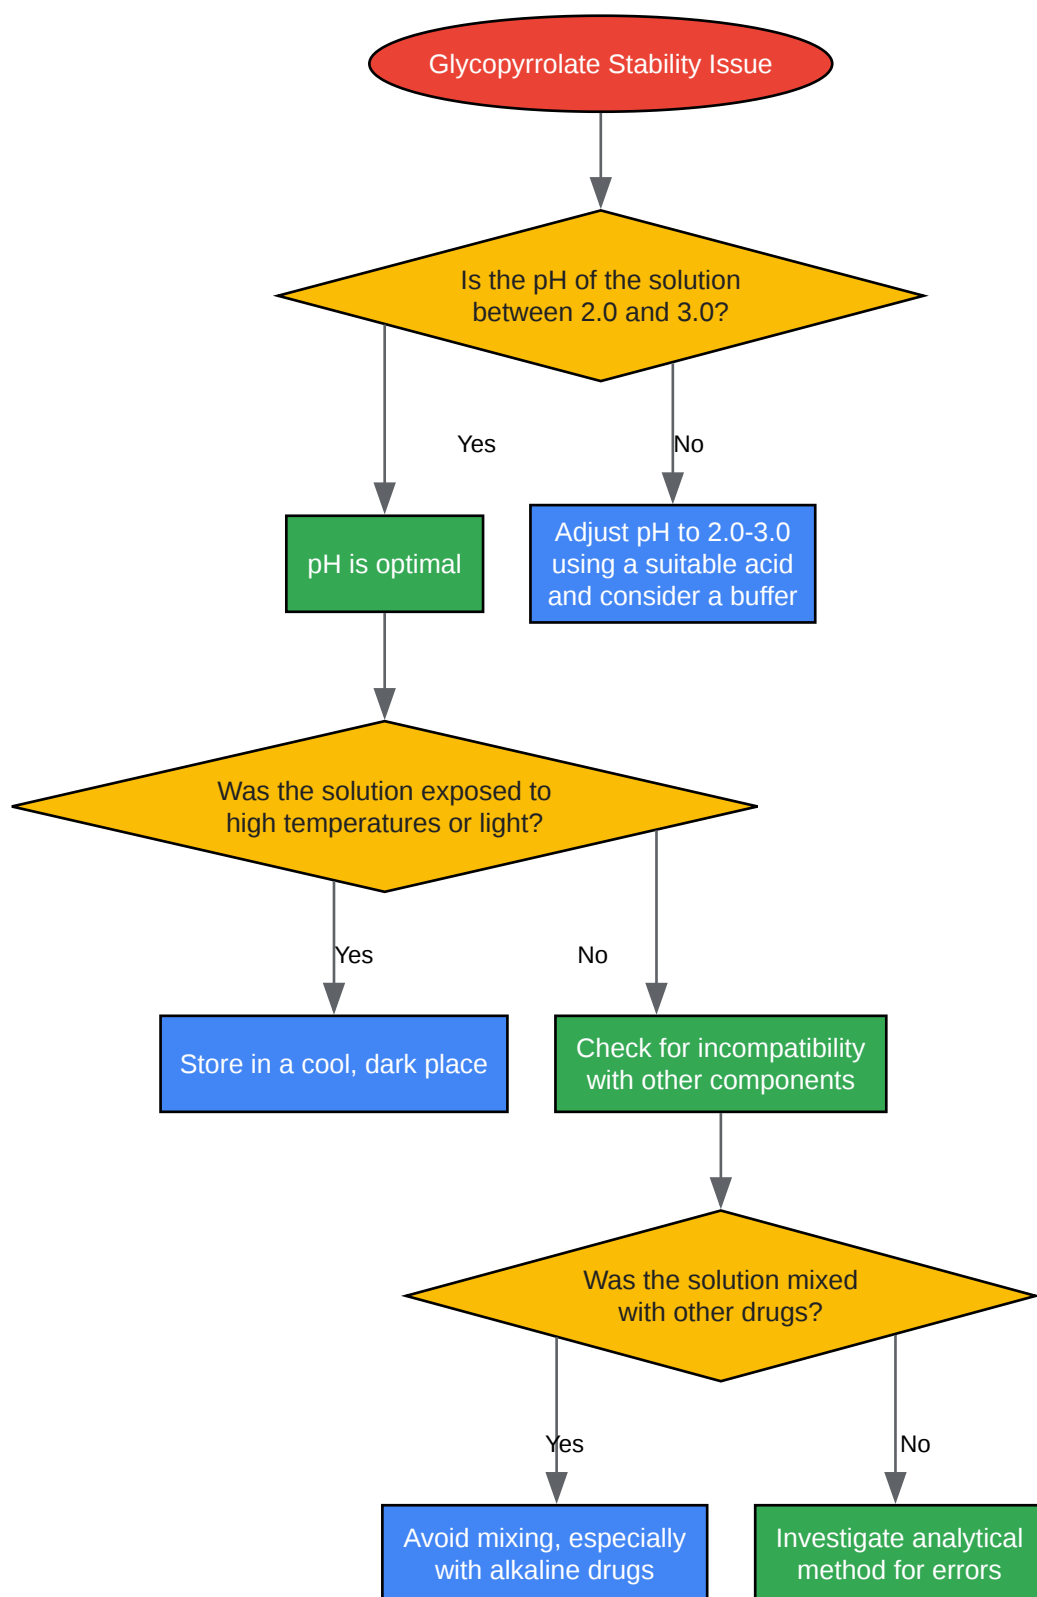 Glycopyrrolate Stability Issue
Is the pH of the solution
between 2.0 and 3.0?
Yes
No
pH is optimal
Adjust pH to 2.0-3.0
using a suitable acid
and consider a buffer
Was the solution exposed to
high temperatures or light?
Yes
No
Store in a cool, dark place
Check for incompatibility
with other components
Was the solution mixed
with other drugs?
Yes
No
Avoid mixing, especially
with alkaline drugs
Investigate analytical
method for errors